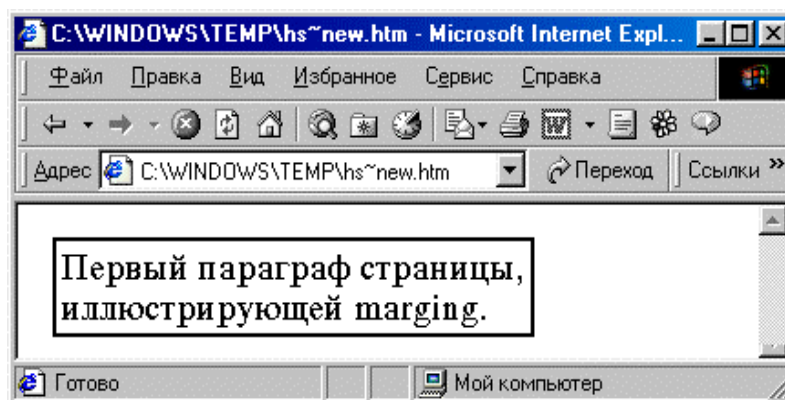 C:\WINDOWS\TEMP\hs~new.htm - Microsoft Internet Expl...
Файл Правка Вид Избранное Сервис Справка
Адрес C:\WINDOWS\TEMP\hs~new.htm Переход Ссылки »
Первый параграф страницы,
иллюстрирующей marging.
Готово Мой компьютер